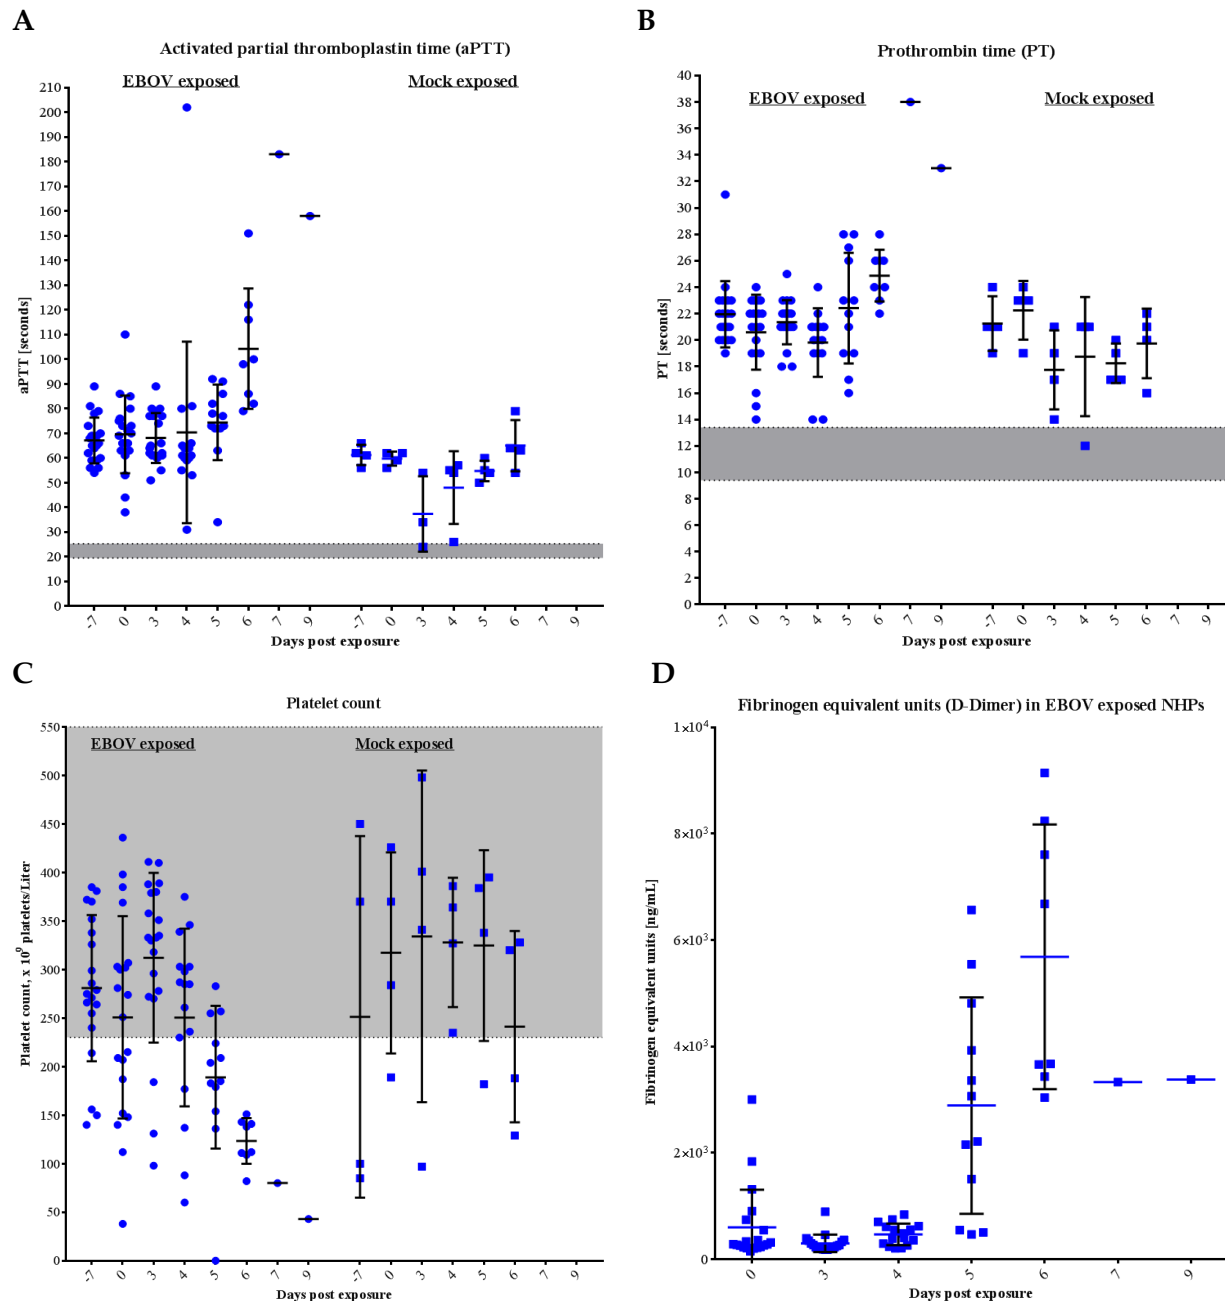 A
Activated partial thromboplastin time (aPTT)
EBOV exposed
Mock exposed
210
200
190
180
170
160
150
140
130
120
110
100
90
80
70
60
50
40
30
20
10
0
aPTT [seconds]
-7 0 3 4 5 6 7 9 -7 0 3 4 5 6 7 9
Days post exposure
B
Prothrombin time (PT)
EBOV exposed
Mock exposed
40
38
36
34
32
30
28
26
24
22
20
18
16
14
12
10
8
6
4
2
0
PT [seconds]
-7 0 3 4 5 6 7 9 -7 0 3 4 5 6 7 9
Days post exposure
C
Platelet count
EBOV exposed
Mock exposed
550
500
450
400
350
300
250
200
150
100
50
0
Platelet count, x 10⁹ platelets/Liter
-7 0 3 4 5 6 7 9 -7 0 3 4 5 6 7 9
Days post exposure
D
Fibrinogen equivalent units (D-Dimer) in EBOV exposed NHPs
1×10⁴
8×10³
6×10³
4×10³
2×10³
0
Fibrinogen equivalent units [ng/mL]
0 3 4 5 6 7 9
Days post exposure